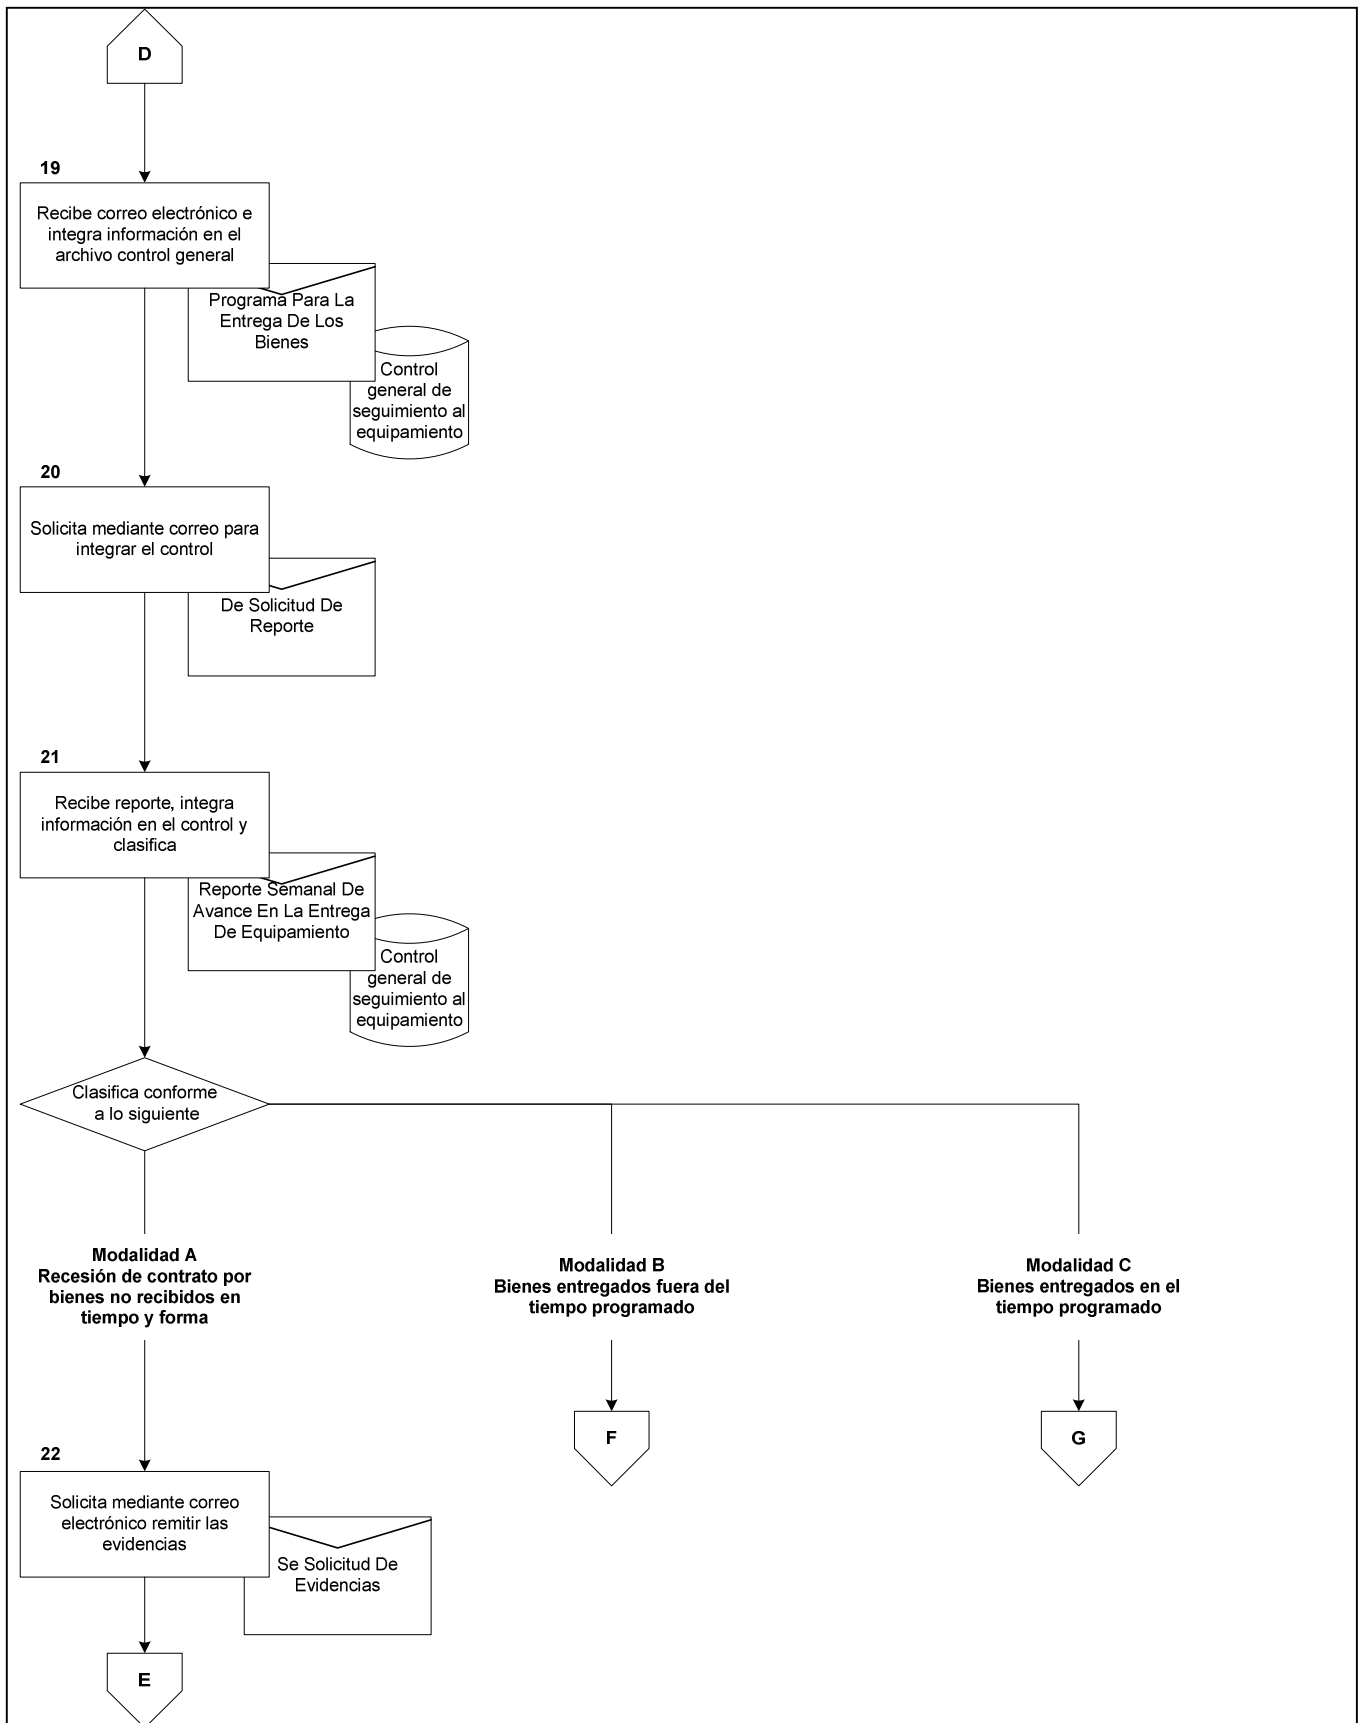 D
19
Recibe correo electrónico e
integra información en el
archivo control general
Programa Para La
Entrega De Los
Bienes
Control
general de
seguimiento al
equipamiento
20
Solicita mediante correo para
integrar el control
De Solicitud De
Reporte
21
Recibe reporte, integra
información en el control y
clasifica
Reporte Semanal De
Avance En La Entrega
De Equipamiento
Control
general de
seguimiento al
equipamiento
Clasifica conforme
a lo siguiente
Modalidad A
Recesión de contrato por
bienes no recibidos en
tiempo y forma
Modalidad B
Bienes entregados fuera del
tiempo programado
Modalidad C
Bienes entregados en el
tiempo programado
F
G
22
Solicita mediante correo
electrónico remitir las
evidencias
Se Solicitud De
Evidencias
E